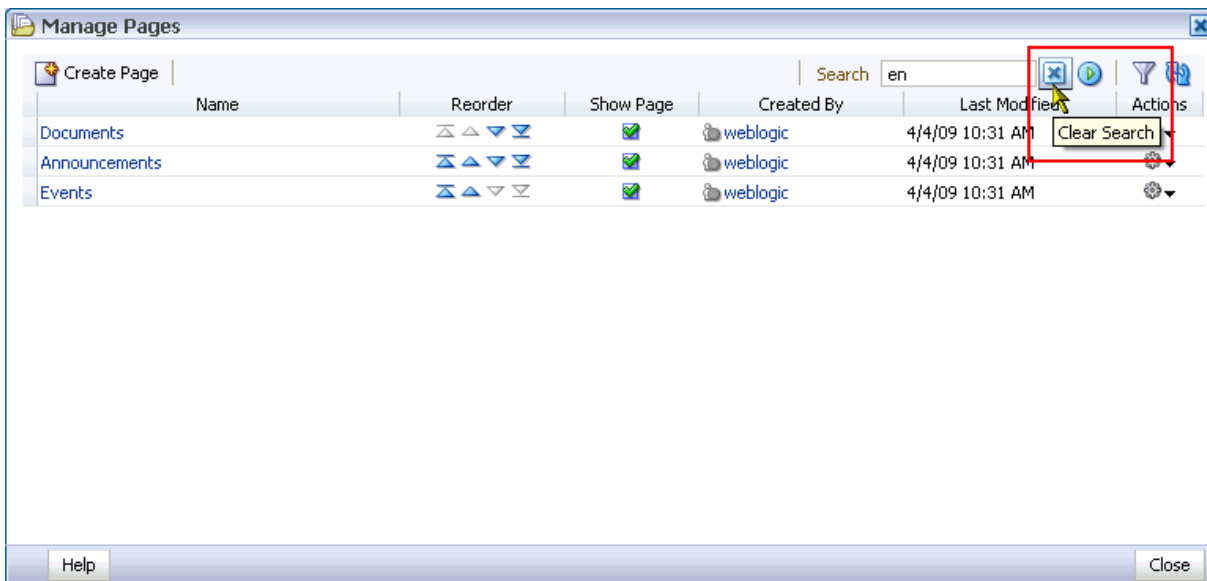 Manage Pages
Create Page Search en
Name Reorder Show Page Created By Last Modified Actions
Documents weblogic 4/4/09 10:31 AM Clear Search
Announcements weblogic 4/4/09 10:31 AM
Events weblogic 4/4/09 10:31 AM
Help Close